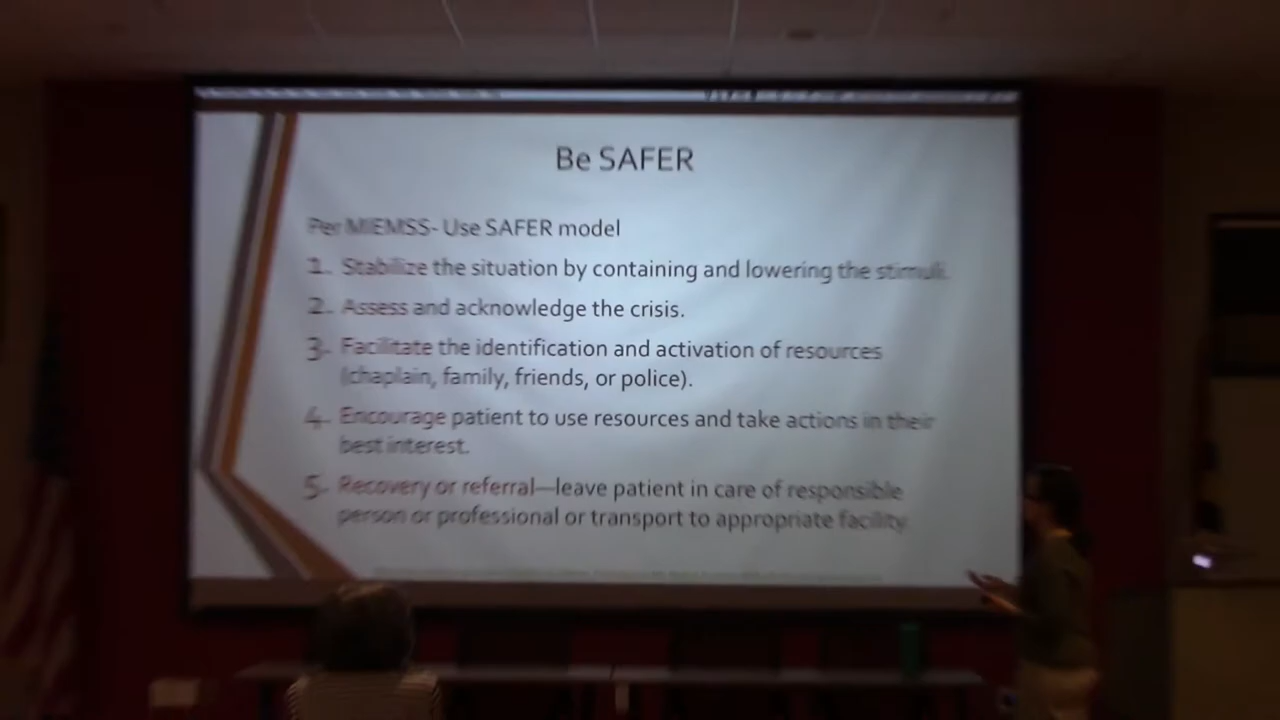 Be SAFER
Per MIEMSS- Use SAFER model
1. Stabilize the situation by containing and lowering the stimuli.
2. Assess and acknowledge the crisis.
3. Facilitate the identification and activation of resources
(chaplain, family, friends, or police).
4. Encourage patient to use resources and take actions in their
best interest.
5. Recovery or referral—leave patient in care of responsible
person or professional or transport to appropriate facility